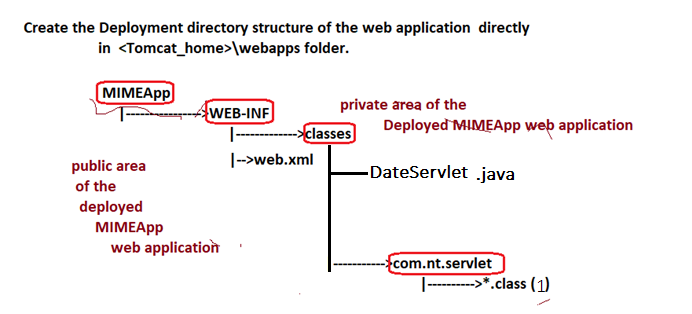 Create the Deployment directory structure of the web application directly
in <Tomcat_home>\webapps folder.
MIMEApp
|--------------->WEB-INF
private area of the
Deployed MIMEApp web application
|------------->classes
|-->web.xml
DateServlet .java
public area
of the
deployed
MIMEApp
web application
----------->com.nt.servlet
|---------->*.class (1)